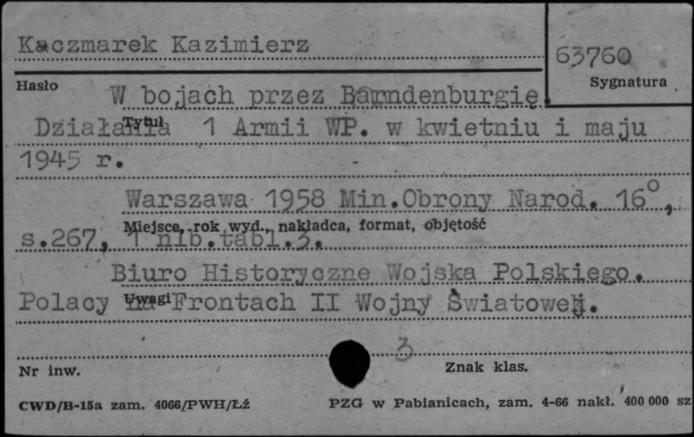 Kaczmarek Kazimierz
63760
Hasło
Sygnatura
W bojach przez Barndenburgię.
Tytuł
Działania 1 Armii WP. w kwietniu i maju
1945 r.
Warszawa 1958 Min.Obrony Narod. 16°,
Miejsce, rok wyd., nakładca, format, objętość
s.267, 1 nlb.tabl.3.
Biuro Historyczne Wojska Polskiego.
Uwagi
Polacy na Frontach II Wojny Światowej.
3
Nr inw.
Znak klas.
CWD/B-15a zam. 4066/PWH/Łź
PZG w Pabianicach, zam. 4-66 nakł. 400 000 sz